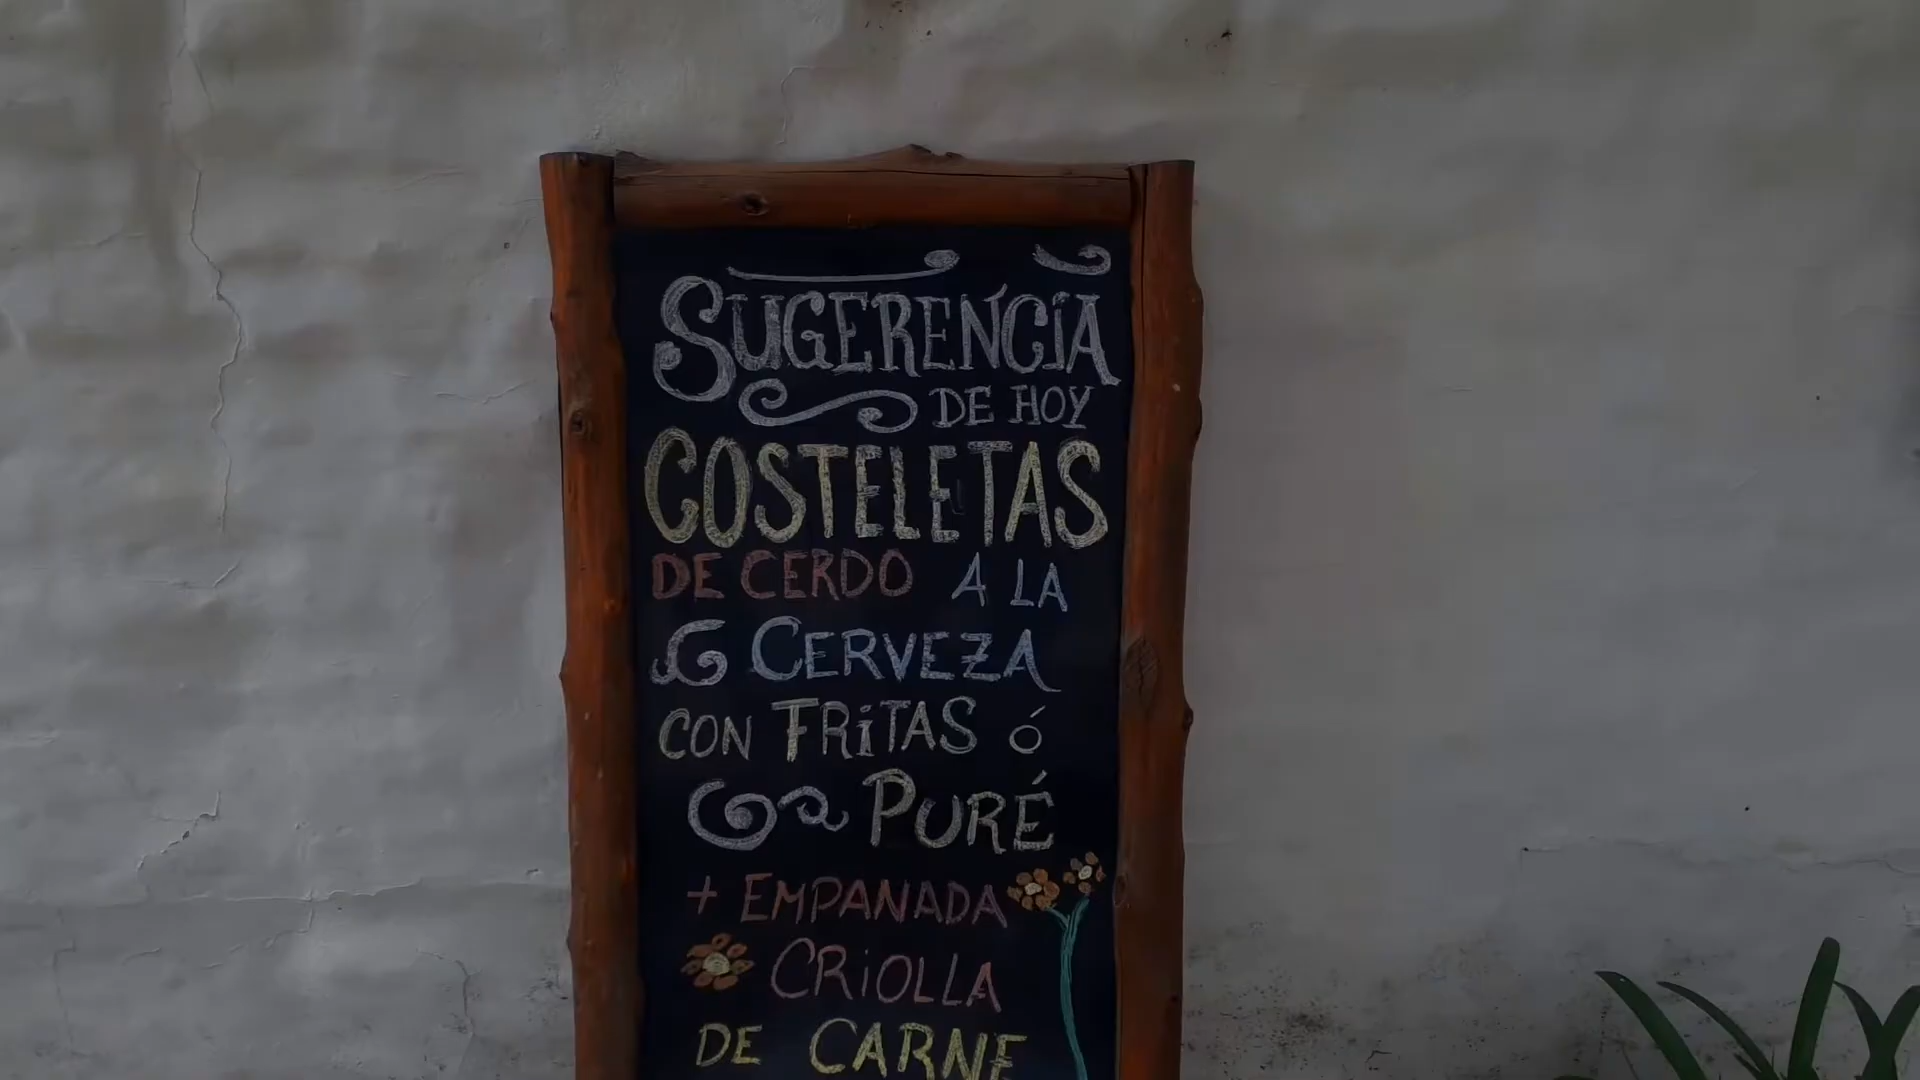 SUGERENCIA
DE HOY
COSTELETAS
DE CERDO A LA
CERVEZA
CON FRITAS ó
PURÉ
+ EMPANADA
CRIOLLA
DE CARNE